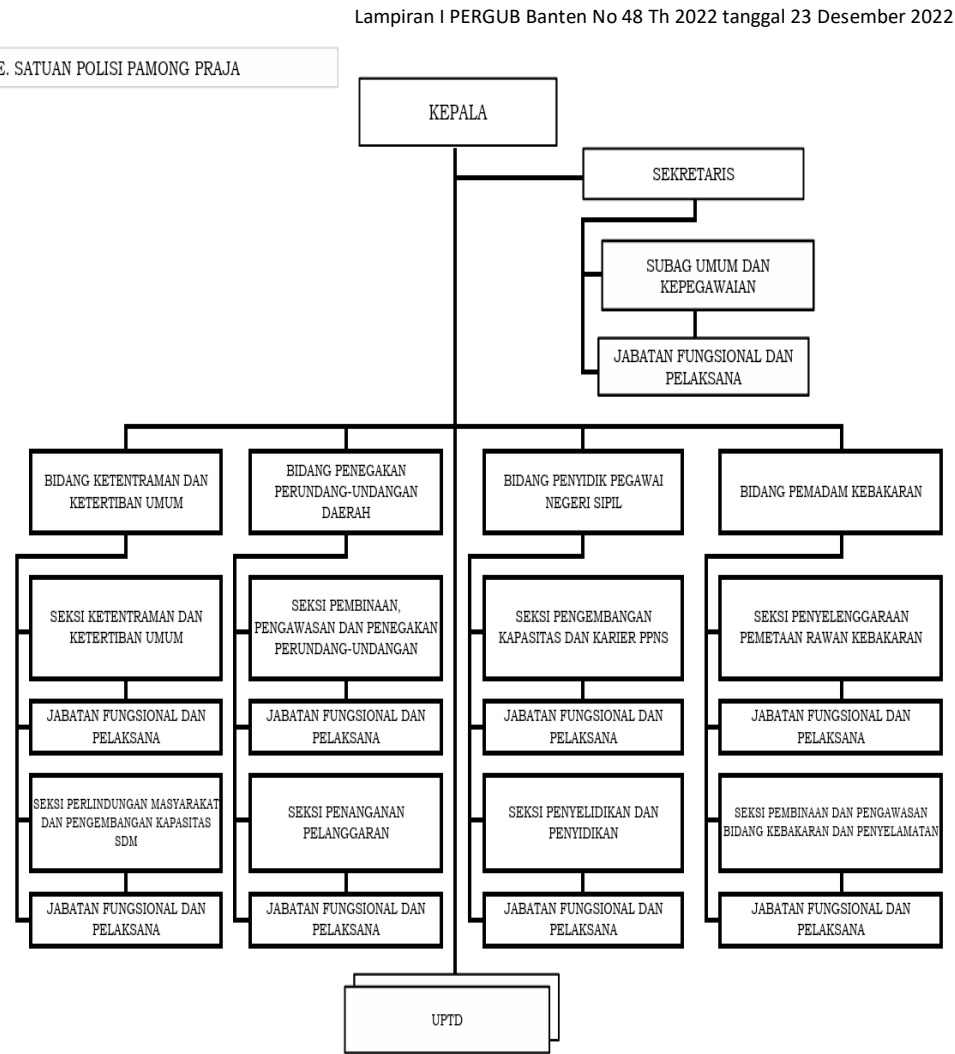 Lampiran I PERGUB Banten No 48 Th 2022 tanggal 23 Desember 2022
E. SATUAN POLISI PAMONG PRAJA
KEPALA
SEKRETARIS
SUBAG UMUM DAN
KEPEGAWAIAN
JABATAN FUNGSIONAL DAN
PELAKSANA
BIDANG KETENTRAMAN DAN
KETERTIBAN UMUM
SEKSI KETENTRAMAN DAN
KETERTIBAN UMUM
JABATAN FUNGSIONAL DAN
PELAKSANA
SEKSI PERLINDUNGAN MASYARAKAT
DAN PENGEMBANGAN KAPASITAS
SDM
JABATAN FUNGSIONAL DAN
PELAKSANA
BIDANG PENEGAKAN
PERUNDANG-UNDANGAN
DAERAH
SEKSI PEMBINAAN,
PENGAWASAN DAN PENEGAKAN
PERUNDANG-UNDANGAN
JABATAN FUNGSIONAL DAN
PELAKSANA
SEKSI PENANGANAN
PELANGGARAN
JABATAN FUNGSIONAL DAN
PELAKSANA
BIDANG PENYIDIK PEGAWAI
NEGERI SIPIL
SEKSI PENGEMBANGAN
KAPASITAS DAN KARIER PPNS
JABATAN FUNGSIONAL DAN
PELAKSANA
SEKSI PENYELIDIKAN DAN
PENYIDIKAN
JABATAN FUNGSIONAL DAN
PELAKSANA
BIDANG PEMADAM KEBAKARAN
SEKSI PENYELENGGARAAN
PEMETAAN RAWAN KEBAKARAN
JABATAN FUNGSIONAL DAN
PELAKSANA
SEKSI PEMBINAAN DAN PENGAWASAN
BIDANG KEBAKARAN DAN PENYELAMATAN
JABATAN FUNGSIONAL DAN
PELAKSANA
UPTD